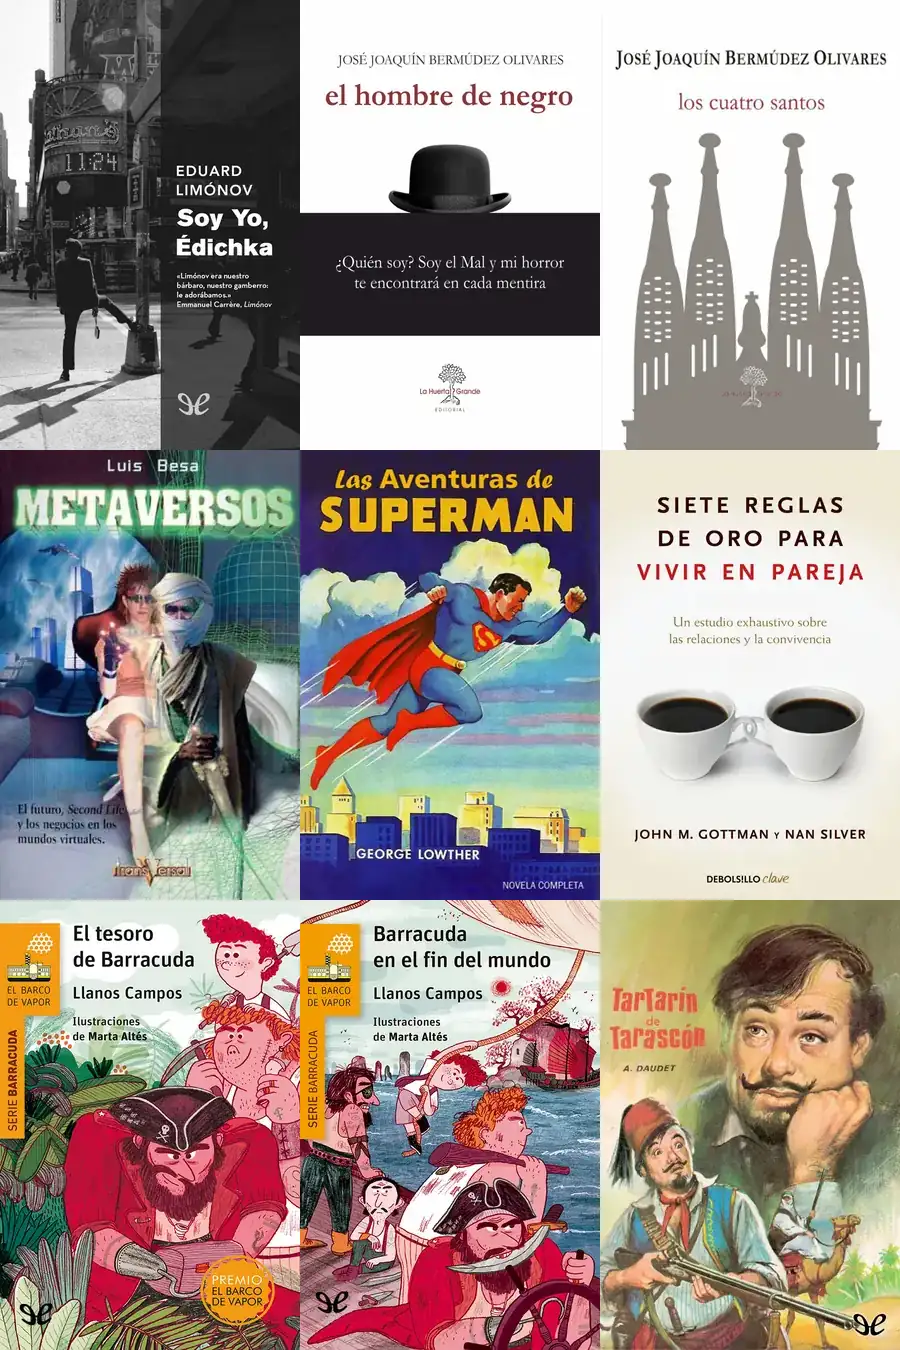 11:24
EDUARD
LIMÓNOV
Soy Yo,
Édichka
«Limónov era nuestro
bárbaro, nuestro gamberro:
le adorábamos.»
Emmanuel Carrère, Limónov
JOSÉ JOAQUÍN BERMÚDEZ OLIVARES
el hombre de negro
¿Quién soy? Soy el Mal y mi horror
te encontrará en cada mentira
La Huerta Grande
EDITORIAL
JOSÉ JOAQUÍN BERMÚDEZ OLIVARES
los cuatro santos
Luis Besa
METAVERSOS
El futuro, Second Life
y los negocios en los
mundos virtuales.
TransVersal
Las Aventuras de
SUPERMAN
S
GEORGE LOWTHER
NOVELA COMPLETA
SIETE REGLAS
DE ORO PARA
VIVIR EN PAREJA
Un estudio exhaustivo sobre
las relaciones y la convivencia
JOHN M. GOTTMAN Y NAN SILVER
DEBOLS!LLO clave
EL BARCO
DE VAPOR
SERIE BARRACUDA
El tesoro
de Barracuda
Llanos Campos
Ilustraciones
de Marta Altés
PREMIO
EL BARCO
DE VAPOR
EL BARCO
DE VAPOR
SERIE BARRACUDA
Barracuda
en el fin del mundo
Llanos Campos
Ilustraciones
de Marta Altés
TARTARÍN
de
TARASCÓN
A. DAUDET